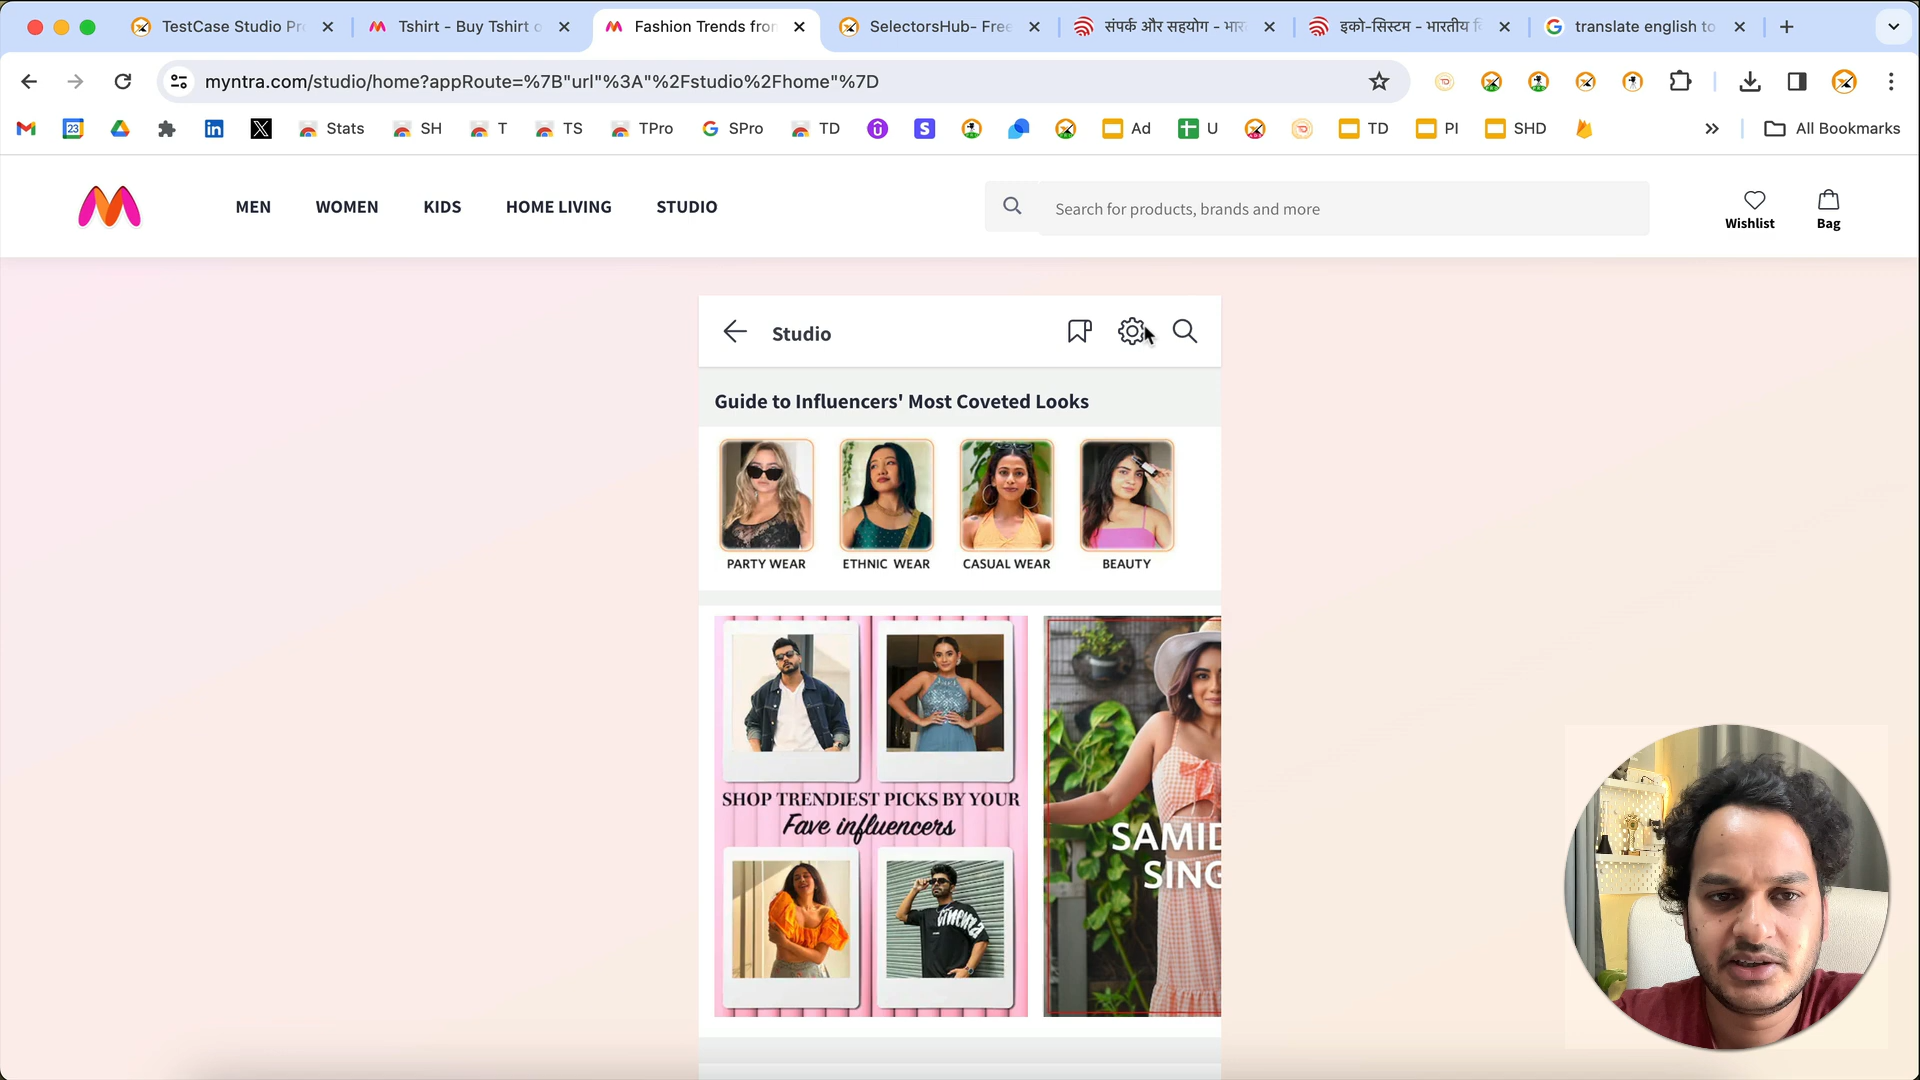 TestCase Studio Pr
Tshirt - Buy Tshirt o
Fashion Trends fron
SelectorsHub- Free
संपर्क और सहयोग - भार
इको-सिस्टम - भारतीय वि
translate english to
myntra.com/studio/home?appRoute=%7B"url"%3A"%2Fstudio%2Fhome"%7D
23
Stats
SH
T
TS
TPro
SPro
TD
Ad
U
TD
PI
SHD
All Bookmarks
MEN
WOMEN
KIDS
HOME LIVING
STUDIO
Search for products, brands and more
Wishlist
Bag
Studio
Guide to Influencers' Most Coveted Looks
PARTY WEAR
ETHNIC WEAR
CASUAL WEAR
BEAUTY
SHOP TRENDIEST PICKS BY YOUR
Fave influencers
SAMID
SING